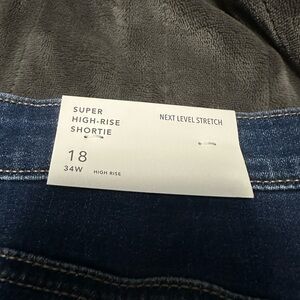 SUPER
HIGH-RISE
SHORTIE
NEXT LEVEL STRETCH
18
34W
HIGH RISE